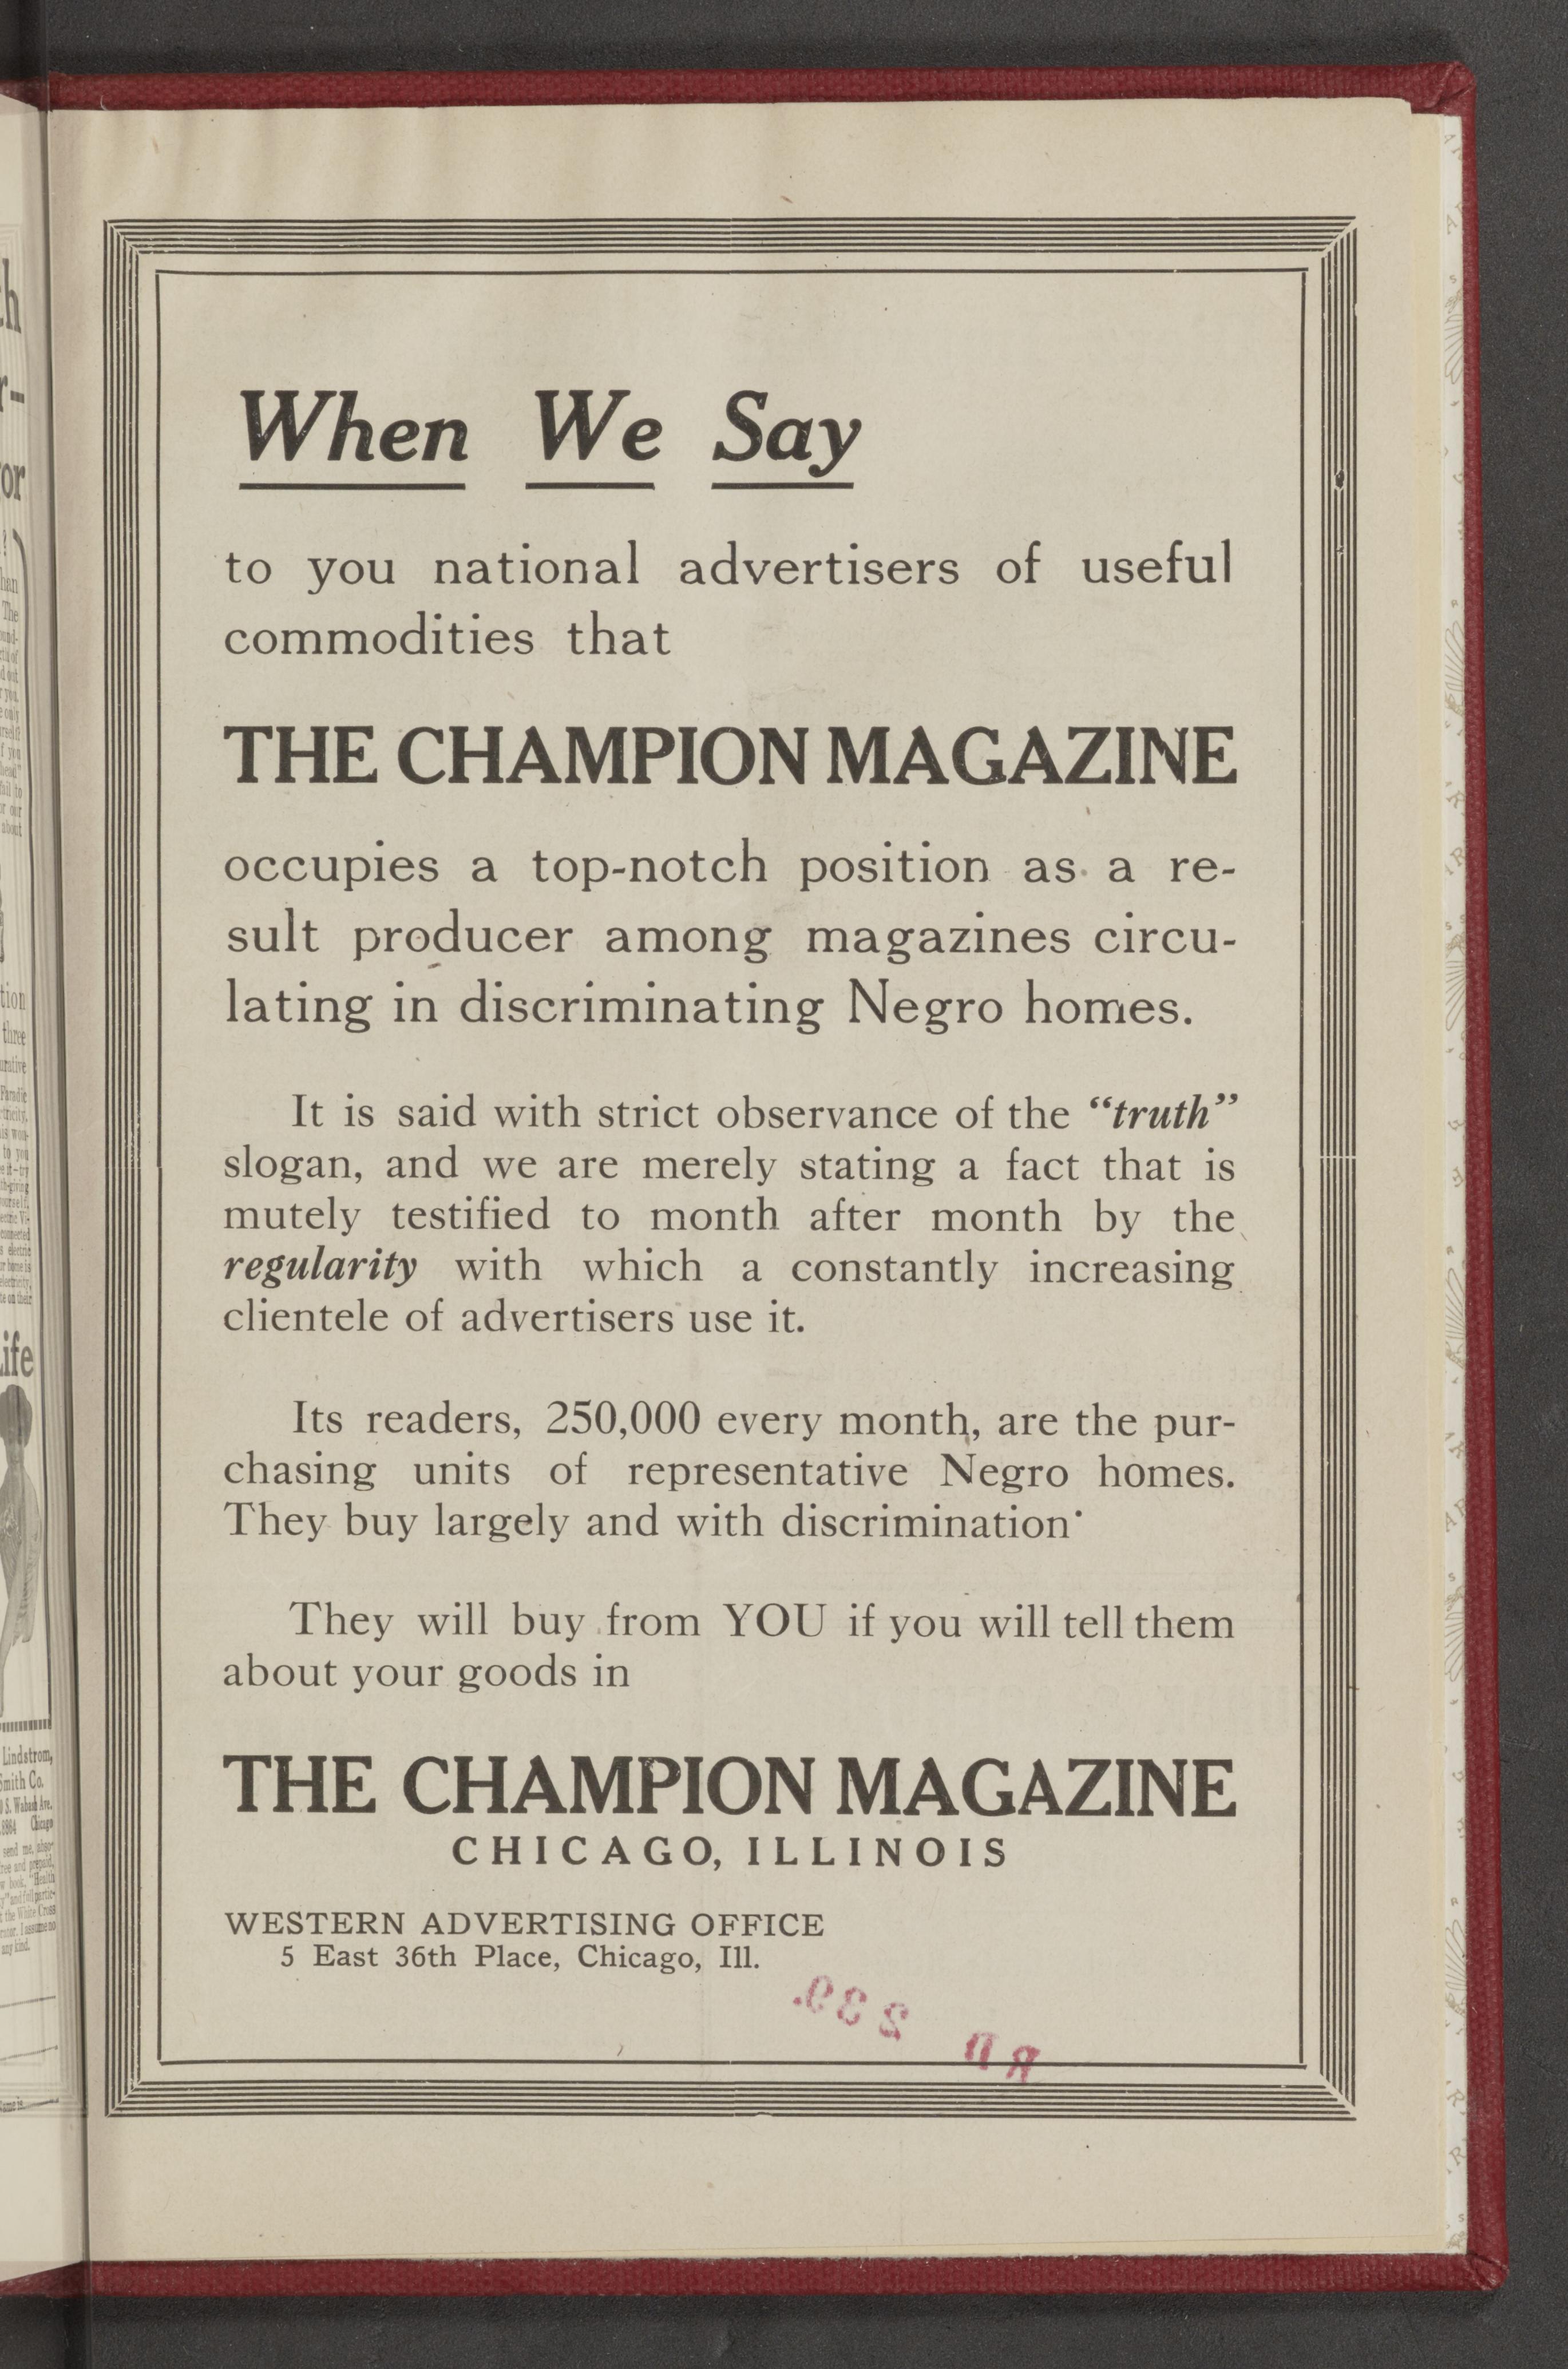 When We Say
to you national advertisers of useful
commodities that
THE CHAMPION MAGAZINE
occupies a top-notch position as a re-
sult producer among magazines circu-
lating in discriminating Negro homes.
It is said with strict observance of the “truth”
slogan, and we are merely stating a fact that is
mutely testified to month after month by the
regularity with which a constantly increasing
clientele of advertisers use it.
Its readers, 250,000 every month, are the pur-
chasing units of representative Negro homes.
They buy largely and with discrimination·
They will buy from YOU if you will tell them
about your goods in
THE CHAMPION MAGAZINE
CHICAGO, ILLINOIS
WESTERN ADVERTISING OFFICE
5 East 36th Place, Chicago, Ill.